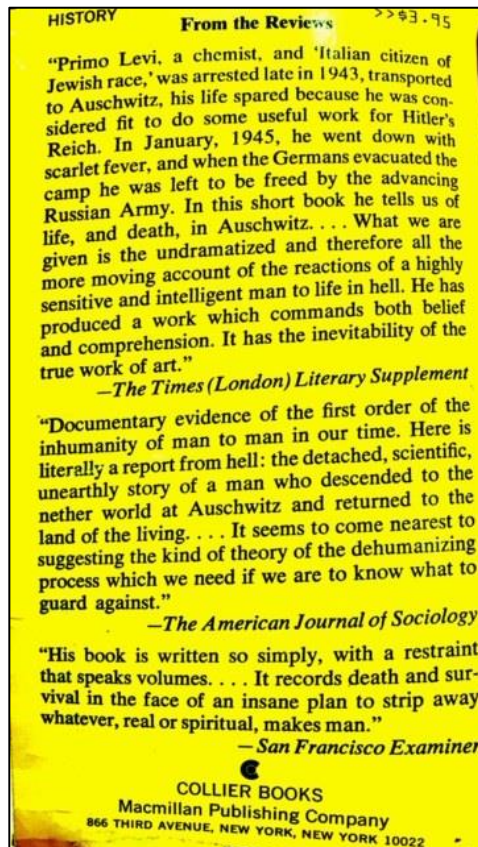 HISTORY
From the Reviews
>>$3.95
"Primo Levi, a chemist, and 'Italian citizen of
Jewish race,' was arrested late in 1943, transported
to Auschwitz, his life spared because he was con-
sidered fit to do some useful work for Hitler's
Reich. In January, 1945, he went down with
scarlet fever, and when the Germans evacuated the
camp he was left to be freed by the advancing
Russian Army. In this short book he tells us of
life, and death, in Auschwitz. . . . What we are
given is the undramatized and therefore all the
more moving account of the reactions of a highly
sensitive and intelligent man to life in hell. He has
produced a work which commands both belief
and comprehension. It has the inevitability of the
true work of art."
—The Times (London) Literary Supplement
"Documentary evidence of the first order of the
inhumanity of man to man in our time. Here is
literally a report from hell: the detached, scientific,
unearthly story of a man who descended to the
nether world at Auschwitz and returned to the
land of the living. . . . It seems to come nearest to
suggesting the kind of theory of the dehumanizing
process which we need if we are to know what to
guard against."
—The American Journal of Sociology
"His book is written so simply, with a restraint
that speaks volumes. . . . It records death and sur-
vival in the face of an insane plan to strip away
whatever, real or spiritual, makes man."
—San Francisco Examiner
COLLIER BOOKS
Macmillan Publishing Company
866 THIRD AVENUE, NEW YORK, NEW YORK 10022